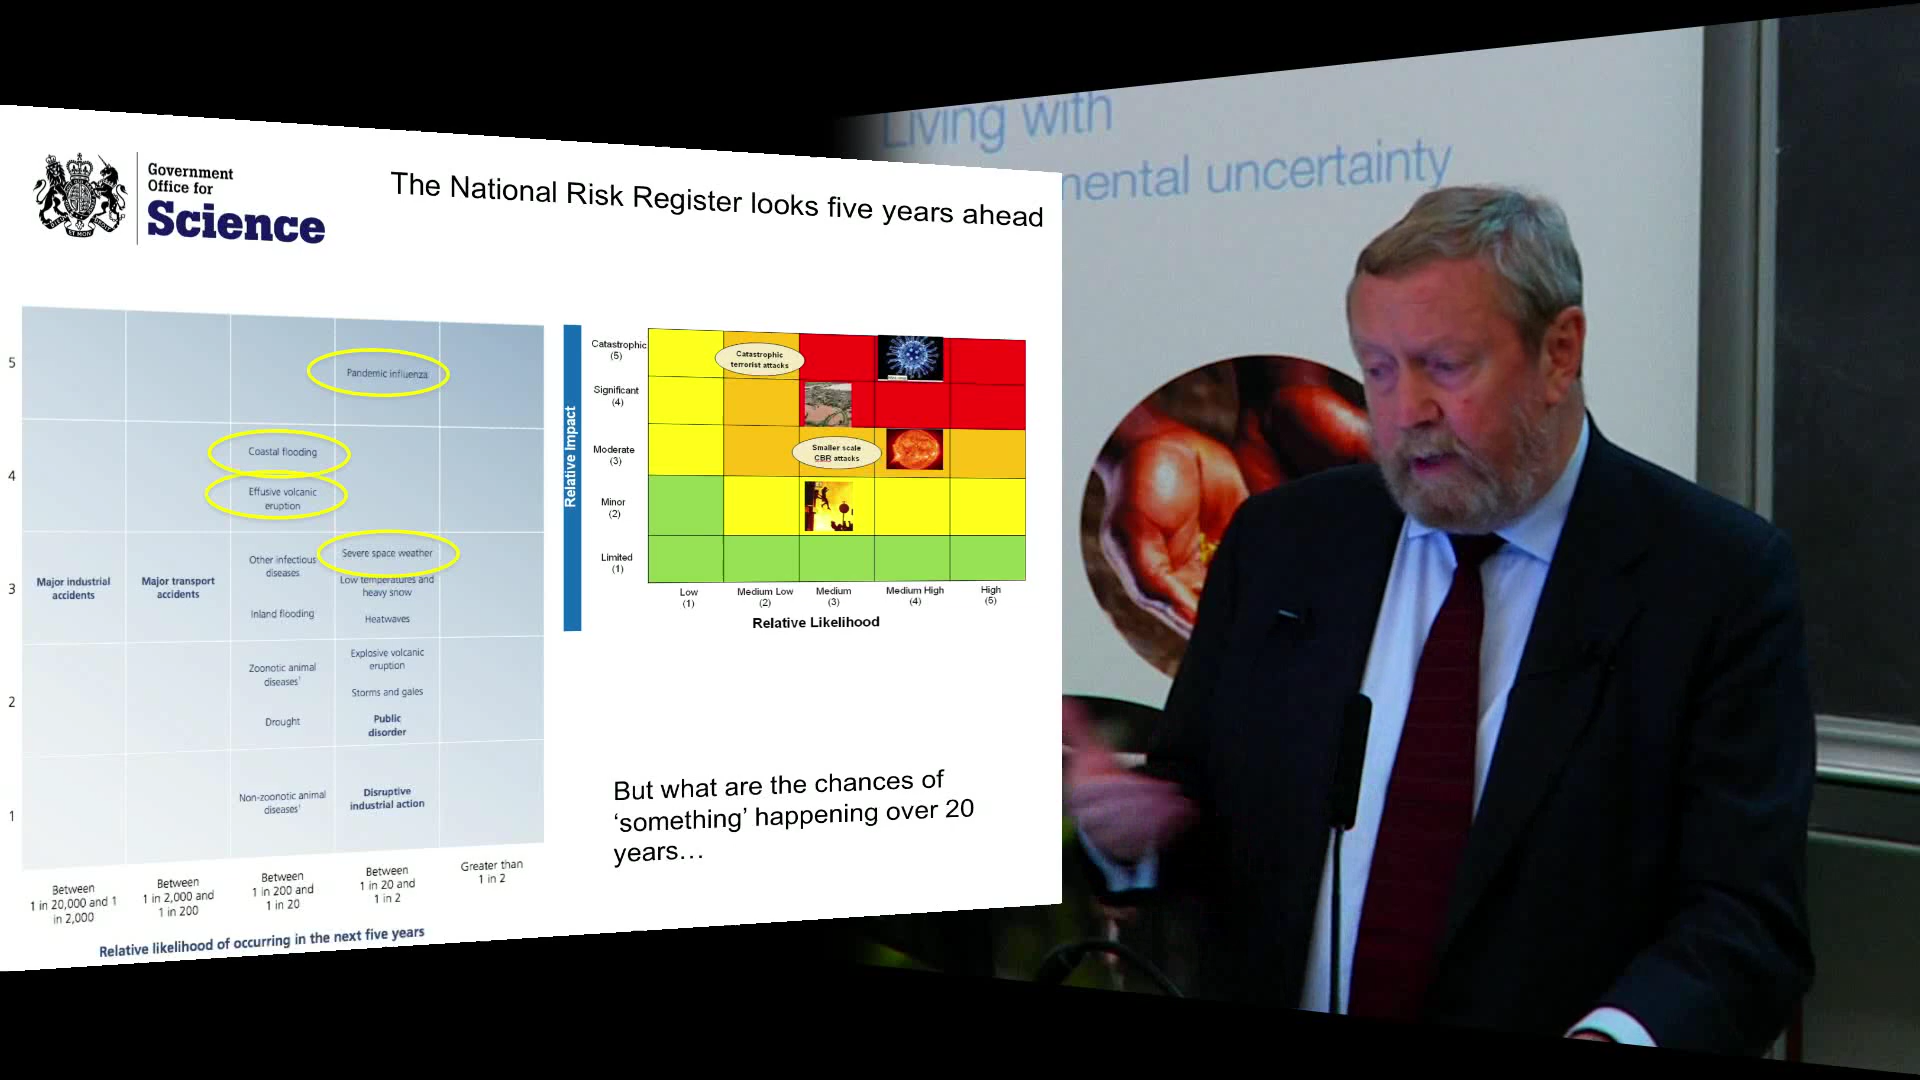 Living with
mental uncertainty
Government
Office for
Science
The National Risk Register looks five years ahead
5
4
3
2
1
Pandemic influenza
Coastal flooding
Effusive volcanic
eruption
Severe space weather
Major industrial
accidents
Major transport
accidents
Other infectious
diseases
Low temperatures and
heavy snow
Inland flooding
Heatwaves
Zoonotic animal
diseases
Explosive volcanic
eruption
Storms and gales
Drought
Public
disorder
Non-zoonotic animal
diseases
Disruptive
industrial action
Between
1 in 20,000 and 1
in 2,000
Between
1 in 2,000 and
1 in 200
Between
1 in 200 and
1 in 20
Between
1 in 20 and
1 in 2
Greater than
1 in 2
Relative likelihood of occurring in the next five years
Relative Impact
Catastrophic
(5)
Significant
(4)
Moderate
(3)
Minor
(2)
Limited
(1)
Catastrophic
terrorist attacks
Smaller scale
CBR attacks
Low
(1)
Medium Low
(2)
Medium
(3)
Medium High
(4)
High
(5)
Relative Likelihood
But what are the chances of
‘something’ happening over 20
years…